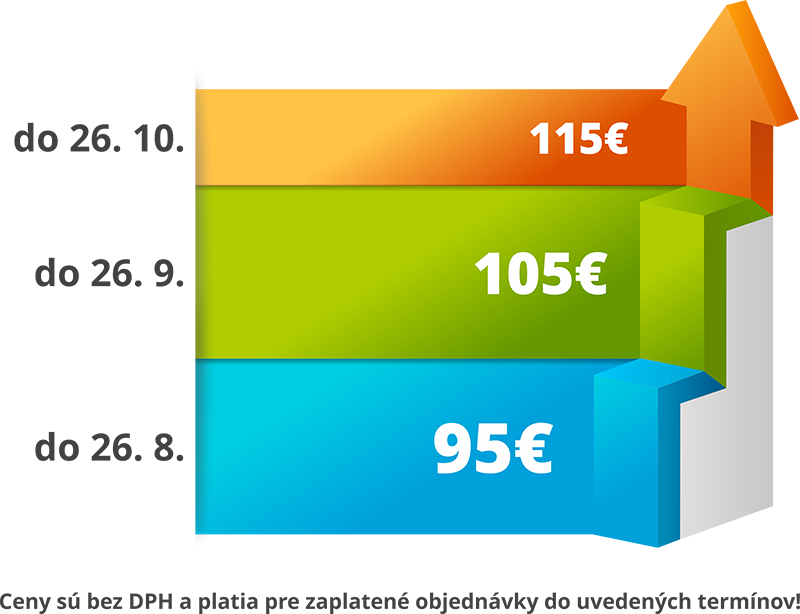 do 26. 10.
115€
do 26. 9.
105€
do 26. 8.
95€
Ceny sú bez DPH a platia pre zaplatené objednávky do uvedených termínov!